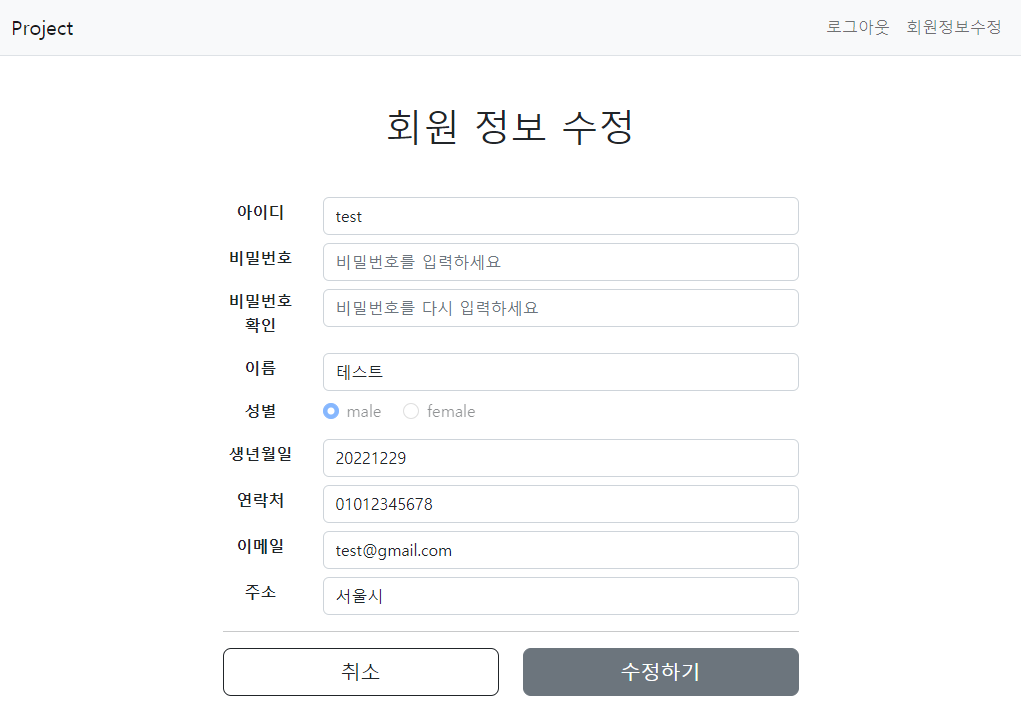 Project
로그아웃 회원정보수정
회원 정보 수정
아이디 test
비밀번호 비밀번호를 입력하세요
비밀번호
확인 비밀번호를 다시 입력하세요
이름 테스트
성별 male female
생년월일 20221229
연락처 01012345678
이메일 test@gmail.com
주소 서울시
취소 수정하기